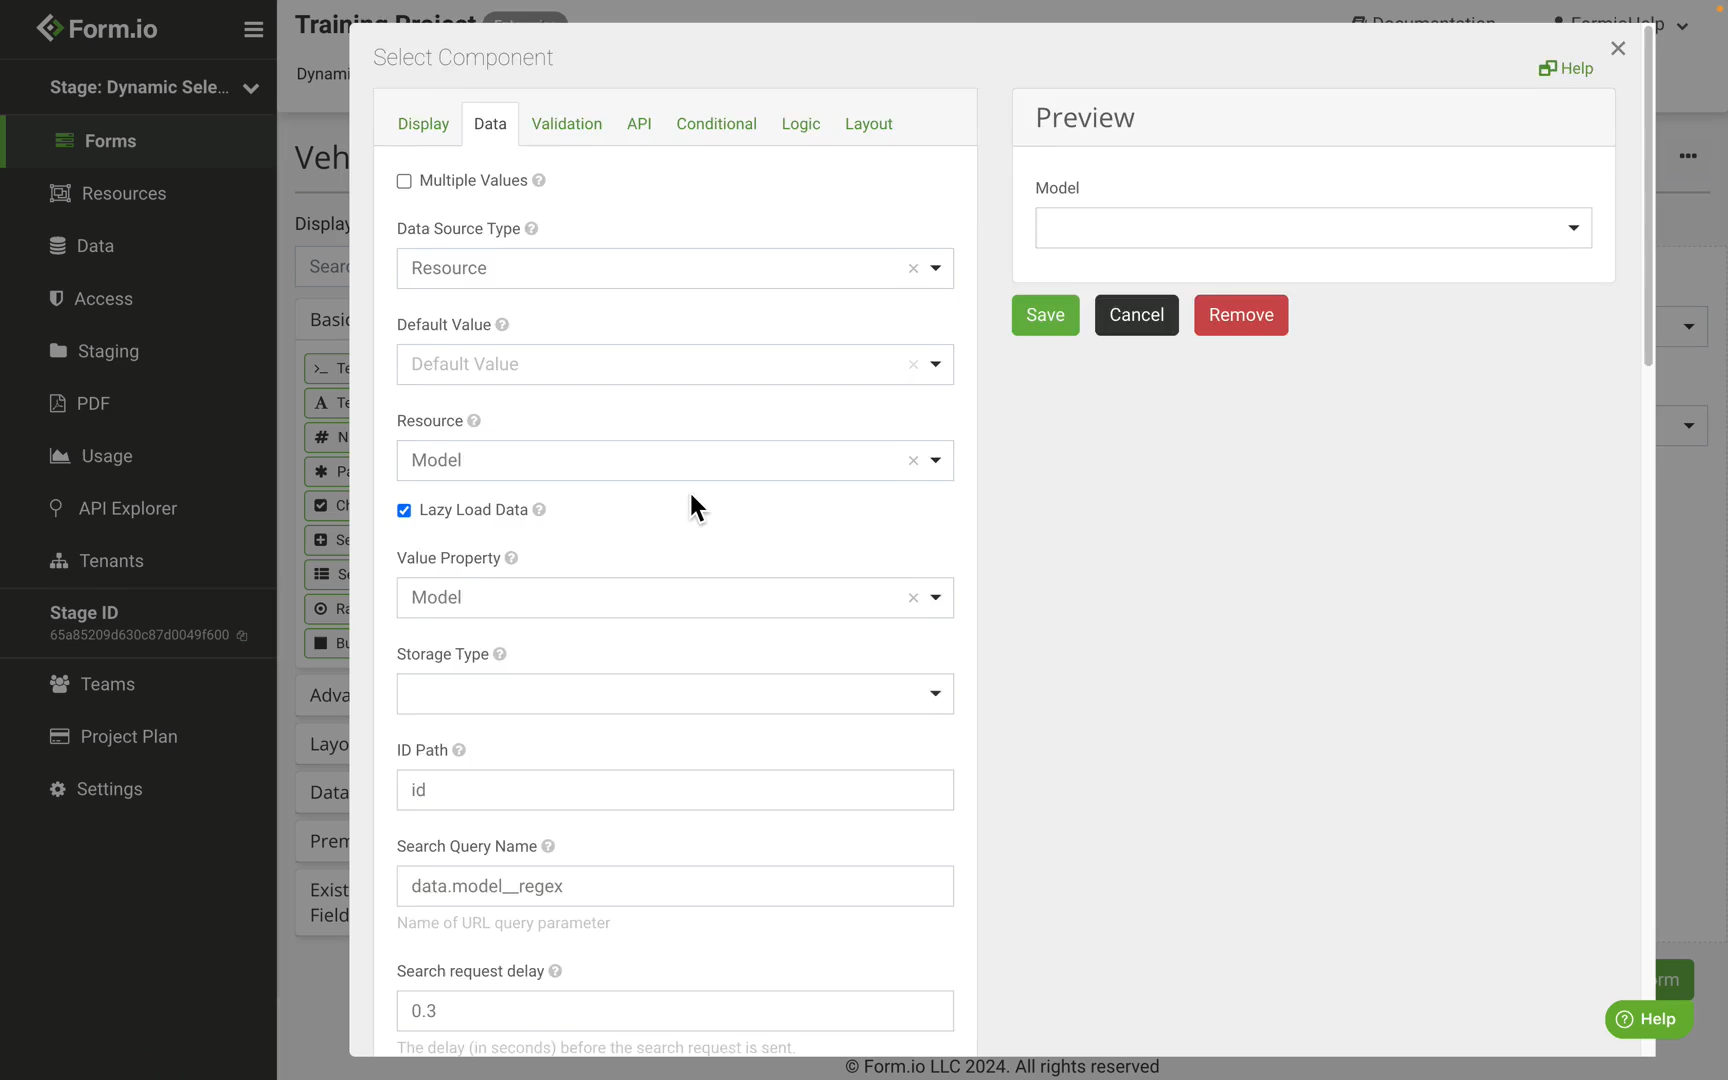 Form.io
Stage: Dynamic Sele...
Forms
Resources
Data
Access
Staging
PDF
Usage
API Explorer
Tenants
Stage ID
65a85209d630c87d0049f600
Teams
Project Plan
Settings
Training Project
Documentation
FormioHelp
Select Component
Help
Display
Data
Validation
API
Conditional
Logic
Layout
Multiple Values
Data Source Type
Resource
Default Value
Default Value
Resource
Model
Lazy Load Data
Value Property
Model
Storage Type
ID Path
id
Search Query Name
data.model__regex
Name of URL query parameter
Search request delay
0.3
The delay (in seconds) before the search request is sent.
Preview
Model
Save
Cancel
Remove
Help
© Form.io LLC 2024. All rights reserved